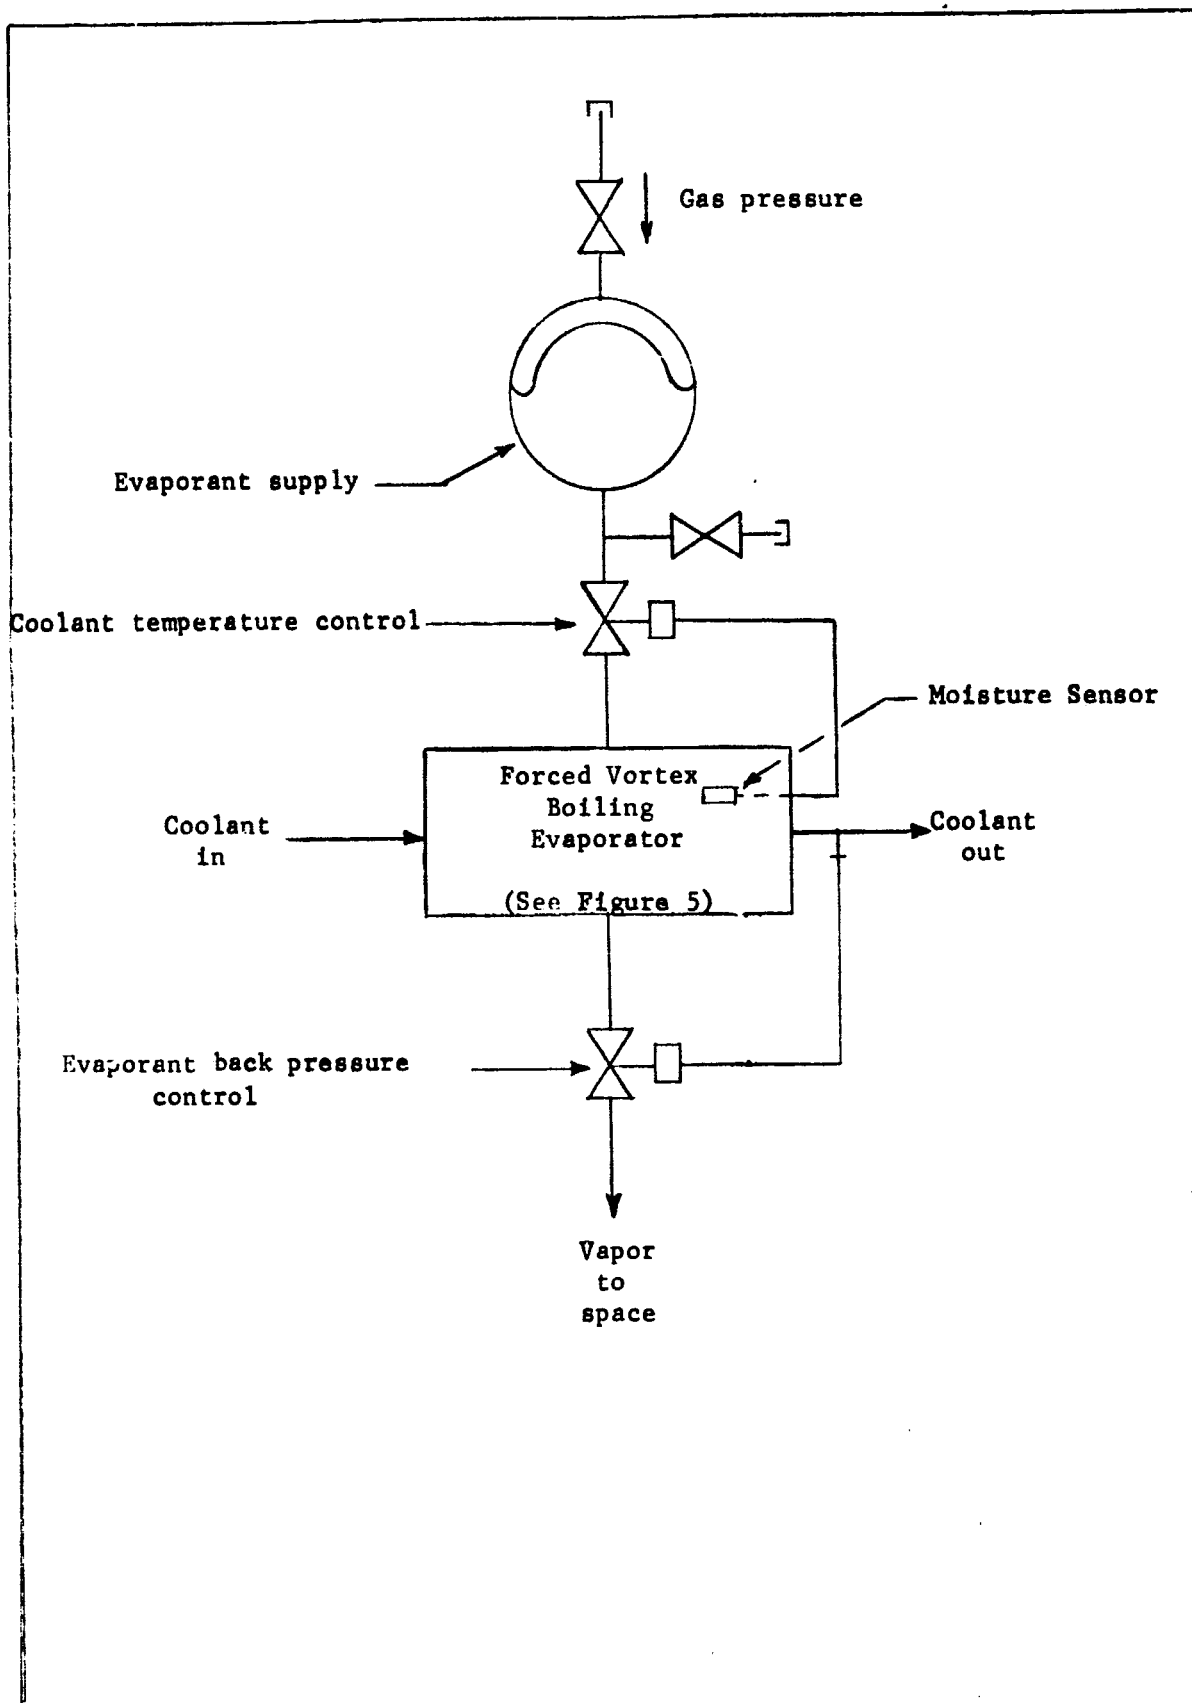 Gas pressure
Evaporant supply
Coolant temperature control
Moisture Sensor
Forced Vortex
Boiling
Evaporator
(See Figure 5)
Coolant
in
Coolant
out
Evaporant back pressure
control
Vapor
to
space